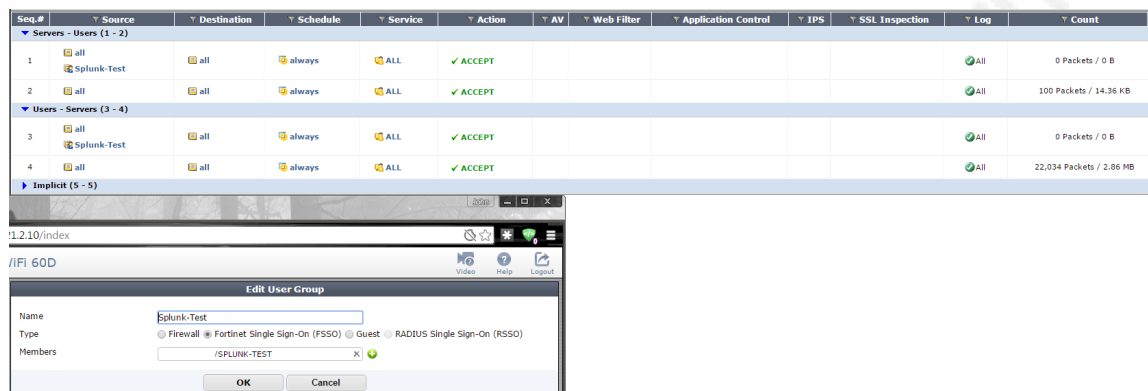 Seq.# Source Destination Schedule Service Action AV Web Filter Application Control IPS SSL Inspection Log Count
Servers - Users (1 - 2)
1 all Splunk-Test all always ALL ACCEPT All 0 Packets / 0 B
2 all all always ALL ACCEPT All 100 Packets / 14.36 KB
Users - Servers (3 - 4)
3 all Splunk-Test all always ALL ACCEPT All 0 Packets / 0 B
4 all all always ALL ACCEPT All 22,034 Packets / 2.86 MB
Implicit (5 - 5)
John
1.2.10/index
0
/iFi 60D
Video Help Logout
Edit User Group
Name Splunk-Test
Type Firewall Fortinet Single Sign-On (FSSO) Guest RADIUS Single Sign-On (RSSO)
Members /SPLUNK-TEST
OK Cancel